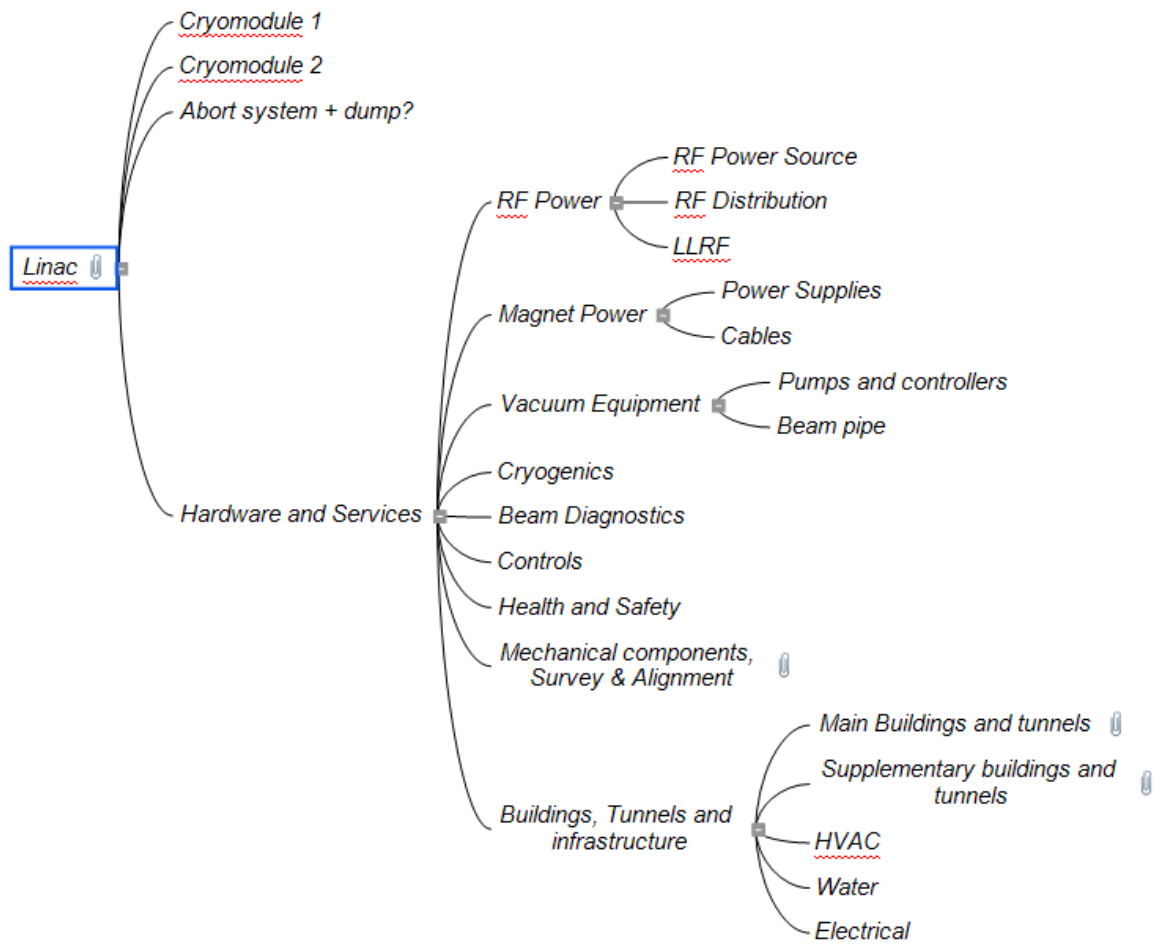 Cryomodule 1
Cryomodule 2
Abort system + dump?
RF Power Source
RF Power
RF Distribution
LLRF
Linac
Power Supplies
Magnet Power
Cables
Pumps and controllers
Vacuum Equipment
Beam pipe
Cryogenics
Hardware and Services
Beam Diagnostics
Controls
Health and Safety
Mechanical components,
Survey & Alignment
Main Buildings and tunnels
Supplementary buildings and
tunnels
Buildings, Tunnels and
infrastructure
HVAC
Water
Electrical